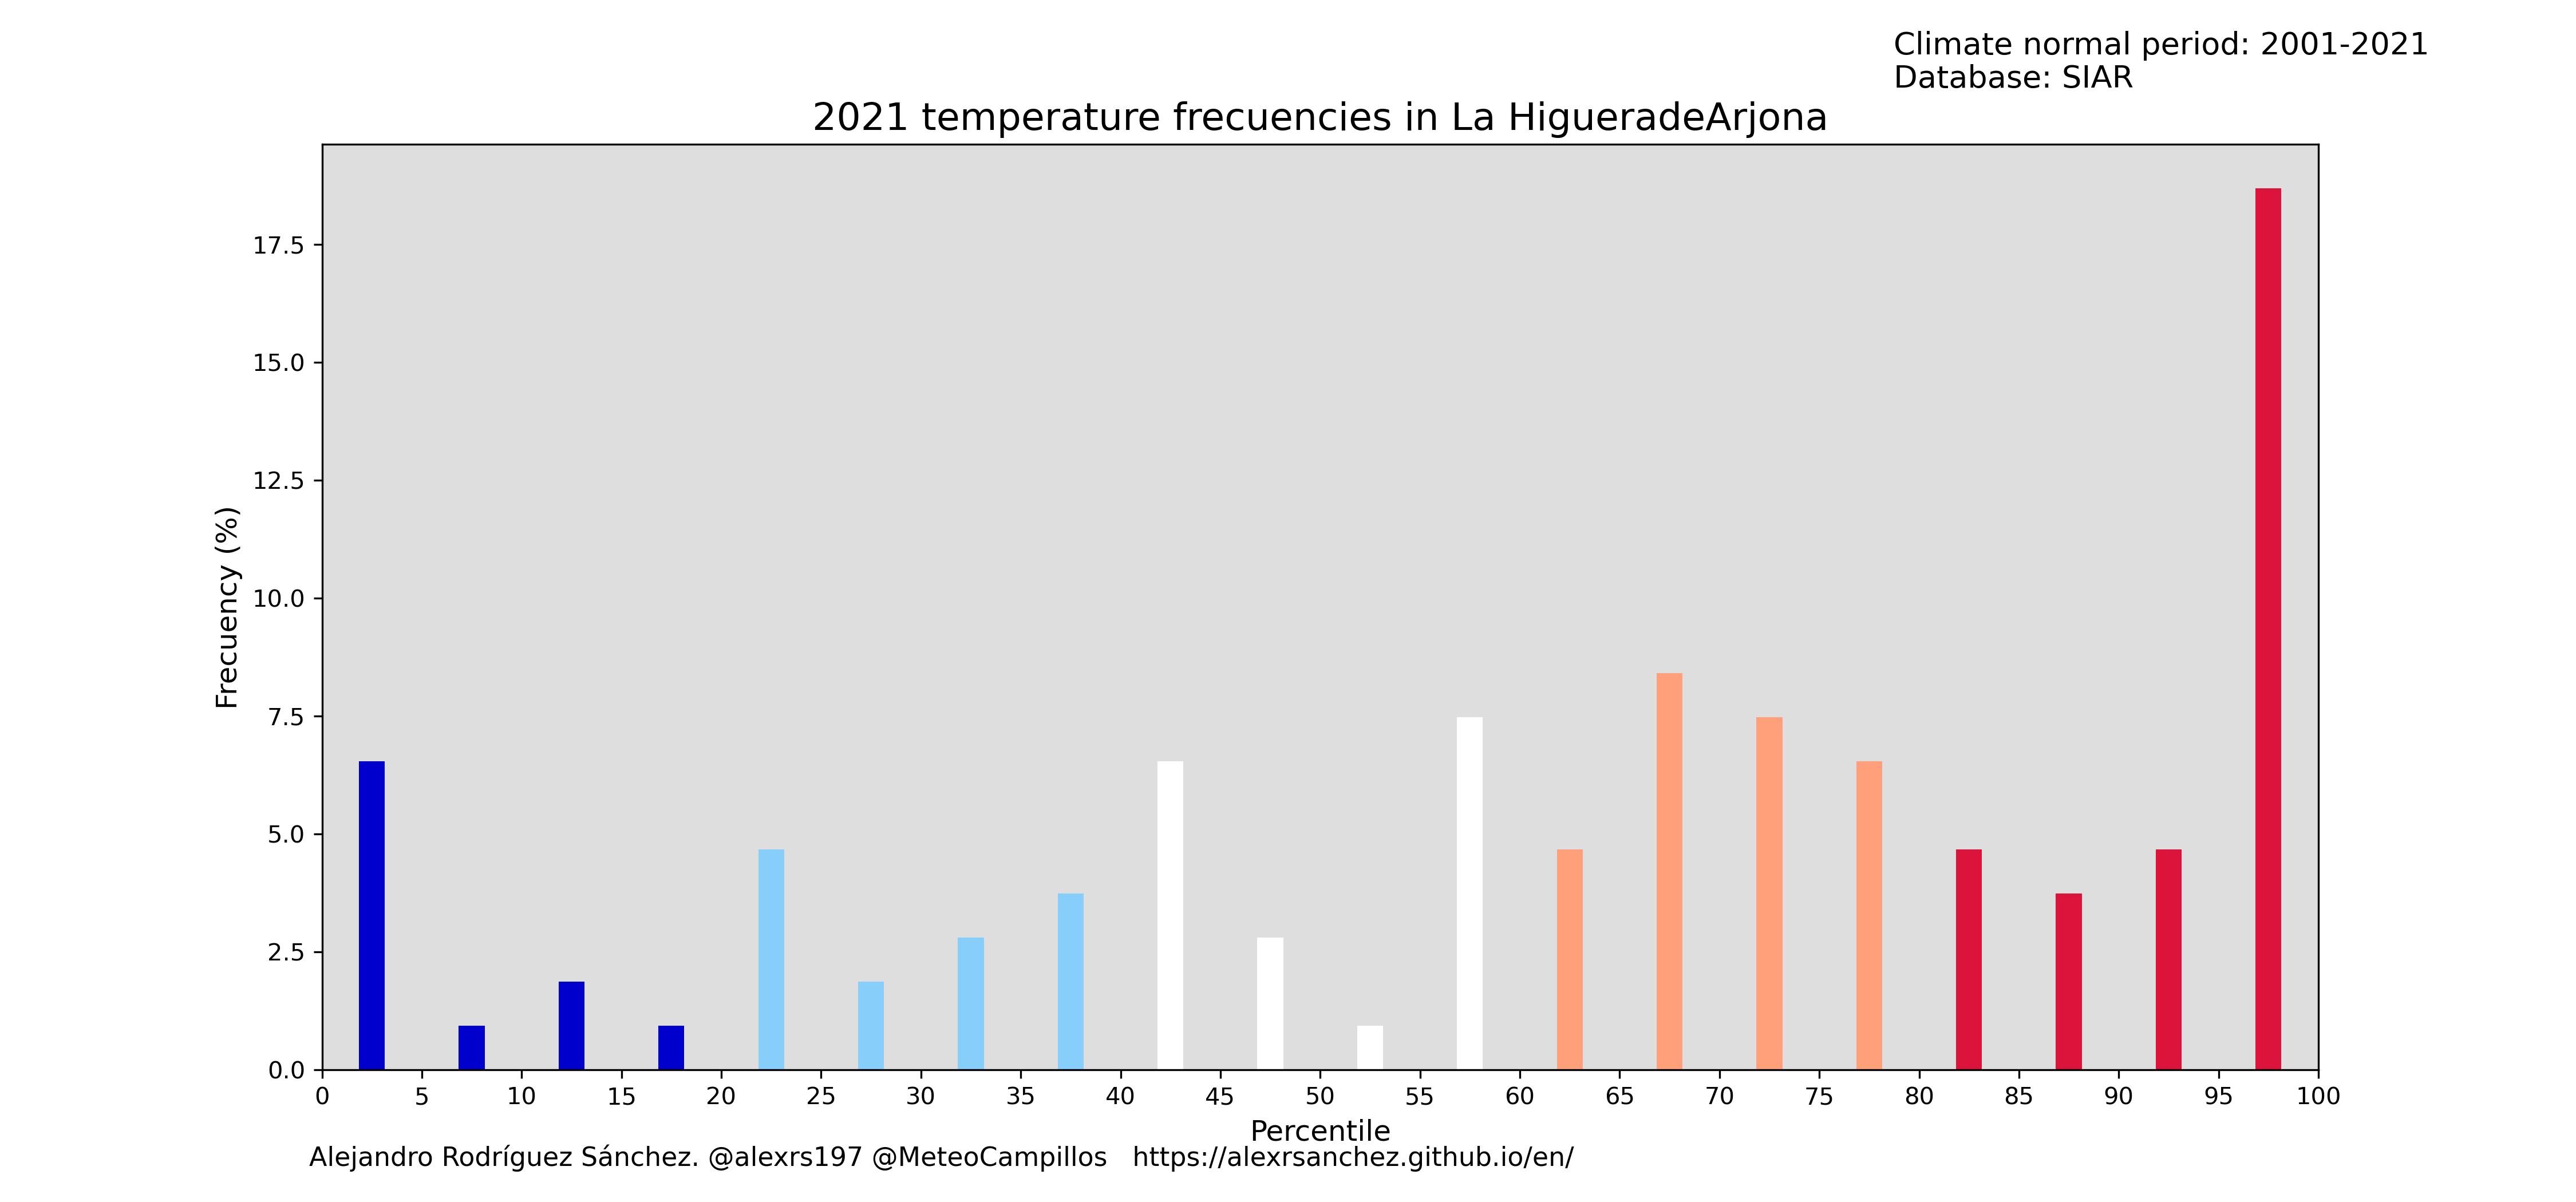 Climate normal period: 2001-2021
Database: SIAR
2021 temperature frecuencies in La HigueradeArjona
Frecuency (%)
17.5
15.0
12.5
10.0
7.5
5.0
2.5
0.0
0 5 10 15 20 25 30 35 40 45 50 55 60 65 70 75 80 85 90 95 100
Percentile
Alejandro Rodríguez Sánchez. @alexrs197 @MeteoCampillos https://alexrsanchez.github.io/en/